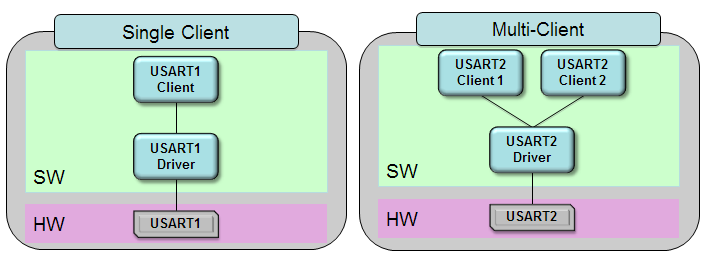 Single Client
USART1
Client
USART1
Driver
SW
HW
USART1
Multi-Client
USART2
Client 1
USART2
Client 2
USART2
Driver
SW
HW
USART2